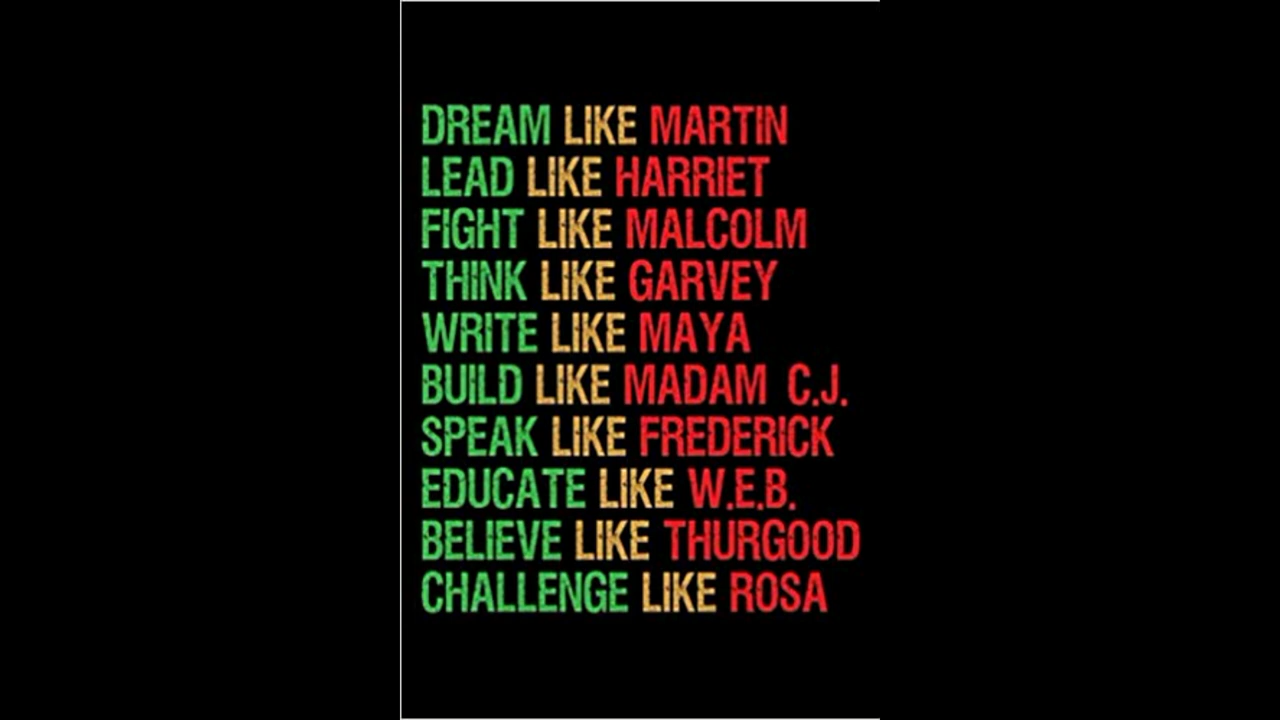 DREAM LIKE MARTIN
LEAD LIKE HARRIET
FIGHT LIKE MALCOLM
THINK LIKE GARVEY
WRITE LIKE MAYA
BUILD LIKE MADAM C.J.
SPEAK LIKE FREDERICK
EDUCATE LIKE W.E.B.
BELIEVE LIKE THURGOOD
CHALLENGE LIKE ROSA